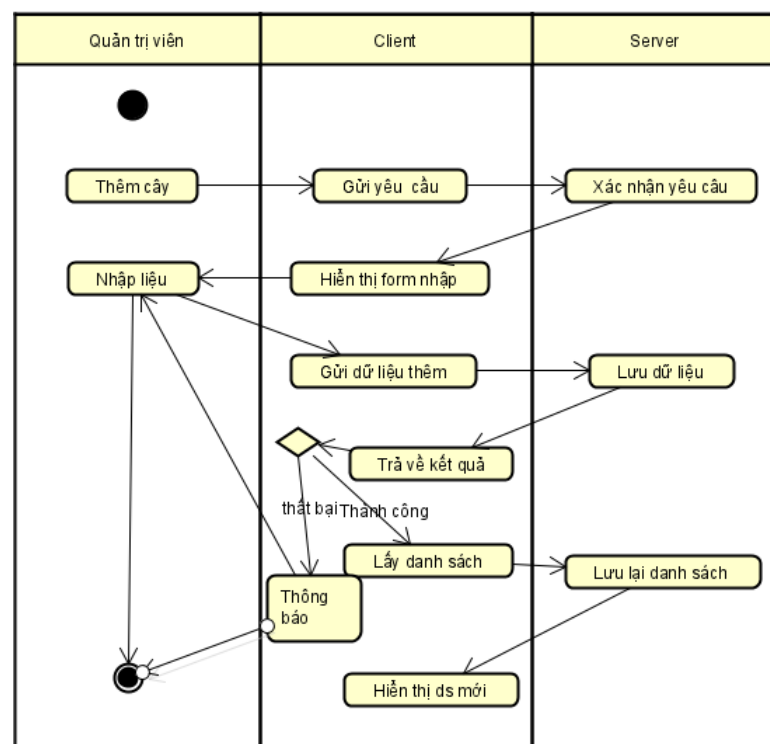 Quản trị viên
Client
Server
Thêm cây
Gửi yêu cầu
Xác nhận yêu câu
Nhập liệu
Hiển thị form nhập
Gửi dữ liệu thêm
Lưu dữ liệu
Trả về kết quả
thất bại
Thành công
Lấy danh sách
Lưu lại danh sách
Thông
báo
Hiển thị ds mới